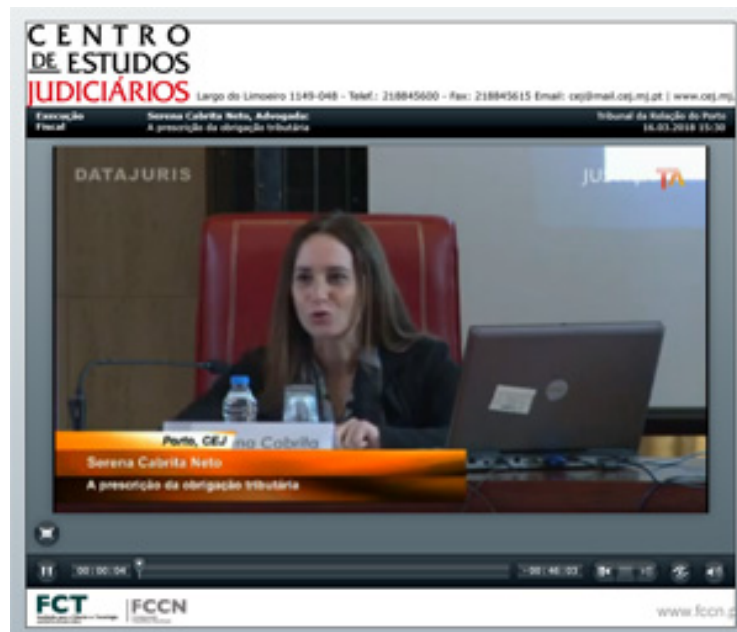 CENTRO
DE ESTUDOS
JUDICIÁRIOS Largo do Limoeiro 1149-048 - Telef.: 218845600 - Fax: 218845615 Email: cej@mail.cej.mj.pt | www.cej.mj.
Execução Serena Cabrita Neto, Advogada: Tribunal da Relação do Porto
Fiscal A prescrição da obrigação tributária 16.03.2018 15:30
DATAJURIS
TA
Porto, CEJ na Cabrita
Serena Cabrita Neto
A prescrição da obrigação tributária
00:00:04 -00:46:03
FCT FCCN
www.fccn.p